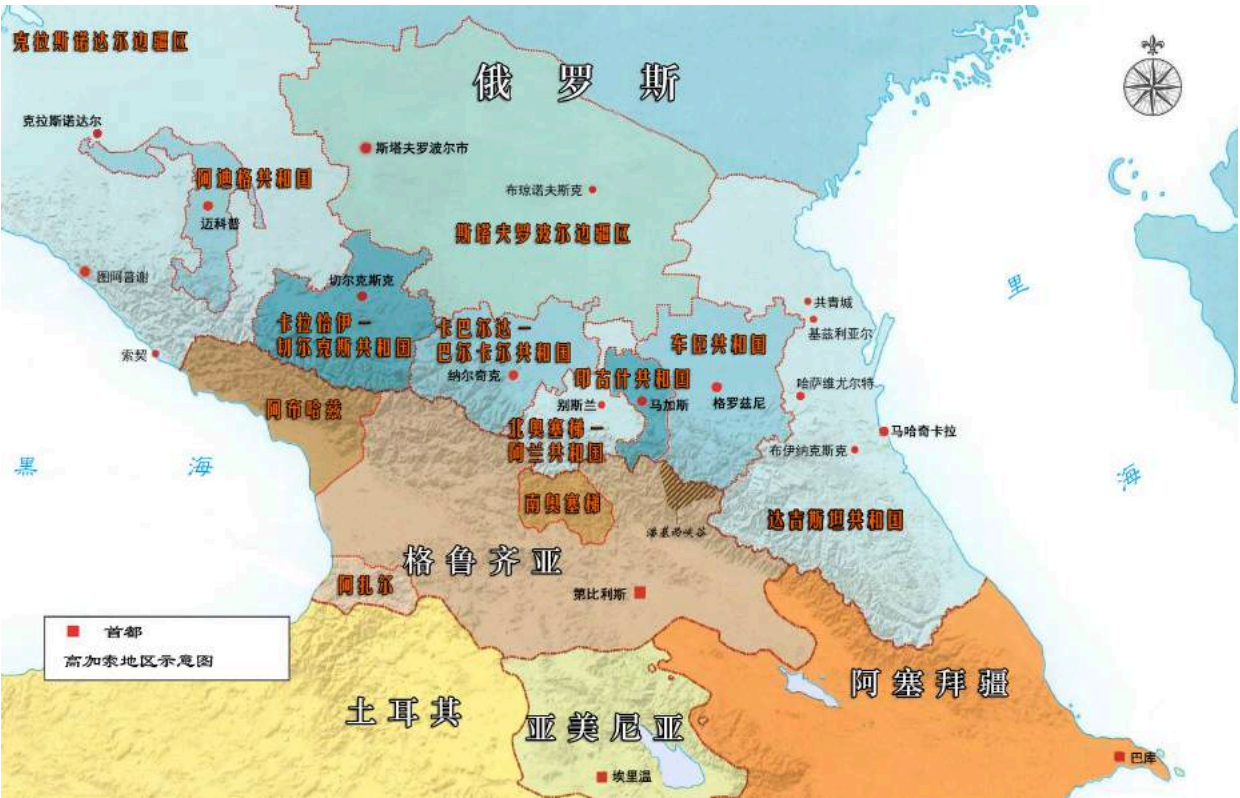 克拉斯诺达尔边疆区
俄罗斯
克拉斯诺达尔
斯塔夫罗波尔市
阿迪格共和国
布琼诺夫斯克
迈科普
斯塔夫罗波尔边疆区
图阿普谢
切尔克斯克
里
共青城
卡拉恰伊-
切尔克斯共和国
卡巴尔达-
巴尔卡尔共和国
车臣共和国
基兹利亚尔
索契
纳尔奇克
印古什共和国
哈萨维尤尔特
阿布哈兹
别斯兰
马加斯
格罗兹尼
北奥塞梯-
阿兰共和国
马哈奇卡拉
布伊纳克斯克
黑
海
海
南奥塞梯
达吉斯坦共和国
潘基西峡谷
格鲁齐亚
阿扎尔
第比利斯
首都
高加索地区示意图
阿塞拜疆
土耳其
亚美尼亚
巴库
埃里温